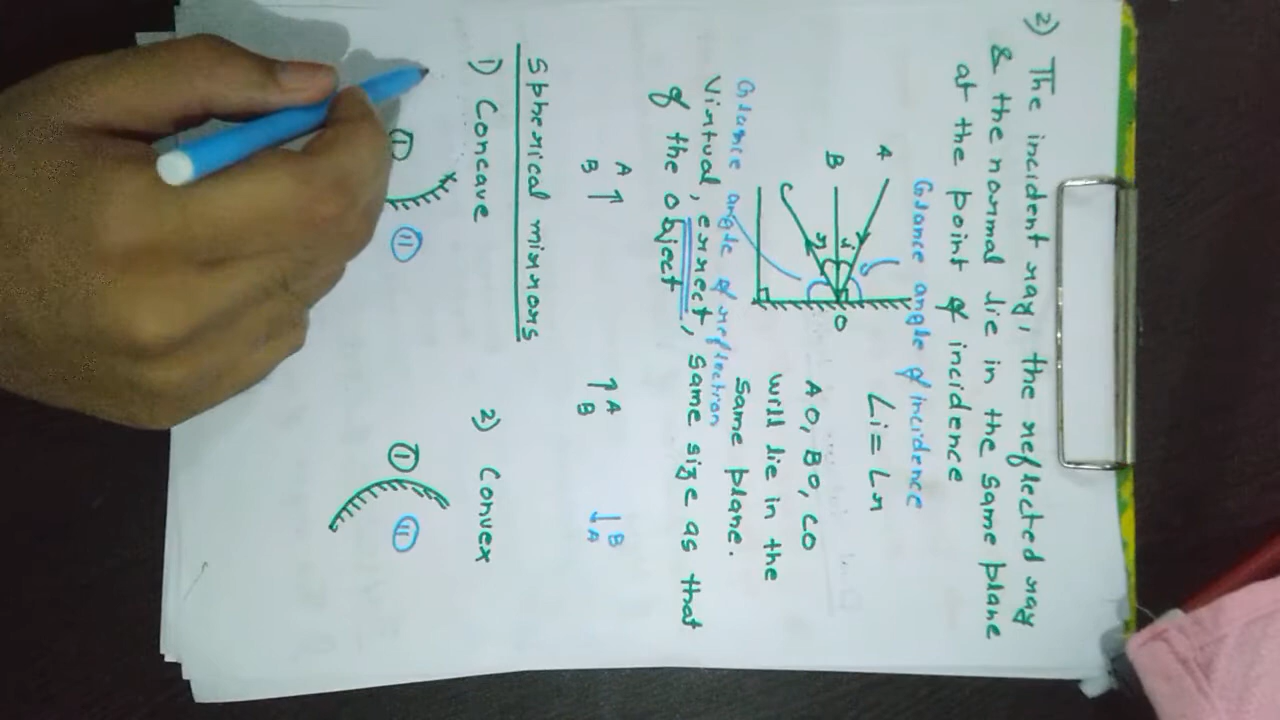 2) The incident ray, the reflected ray
& the normal lie in the same plane
at the point of incidence
Glance angle of incidence
A
B
i
r
O
∠i = ∠r
AO, BO, CO
will lie in the
same plane.
Glance angle of reflection
Virtual, erect, same size as that
of the object
A
B
A
B
B
A
Spherical mirrors
1) Concave
2) Convex
I
II
I
II